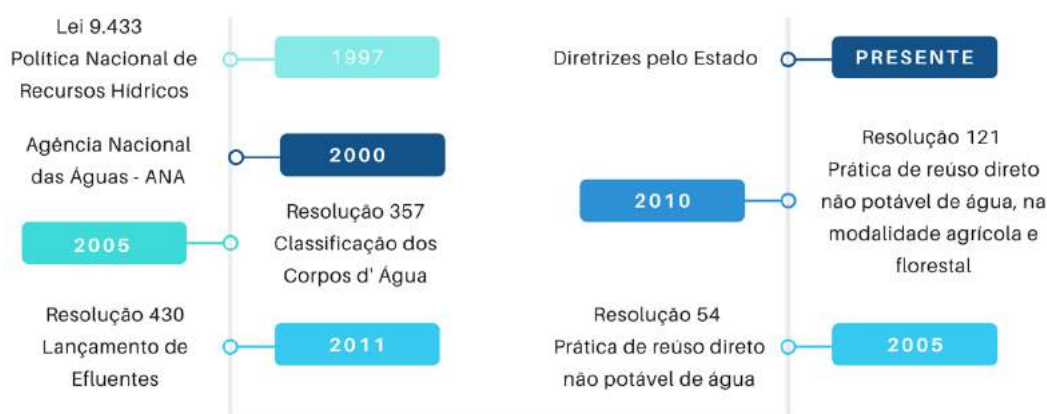 Lei 9.433
Política Nacional de
Recursos Hídricos
1997
Agência Nacional
das Águas - ANA
2000
2005
Resolução 357
Classificação dos
Corpos d' Água
Resolução 430
Lançamento de
Efluentes
2011
Diretrizes pelo Estado
PRESENTE
2010
Resolução 121
Prática de reúso direto
não potável de água, na
modalidade agrícola e
florestal
Resolução 54
Prática de reúso direto
não potável de água
2005